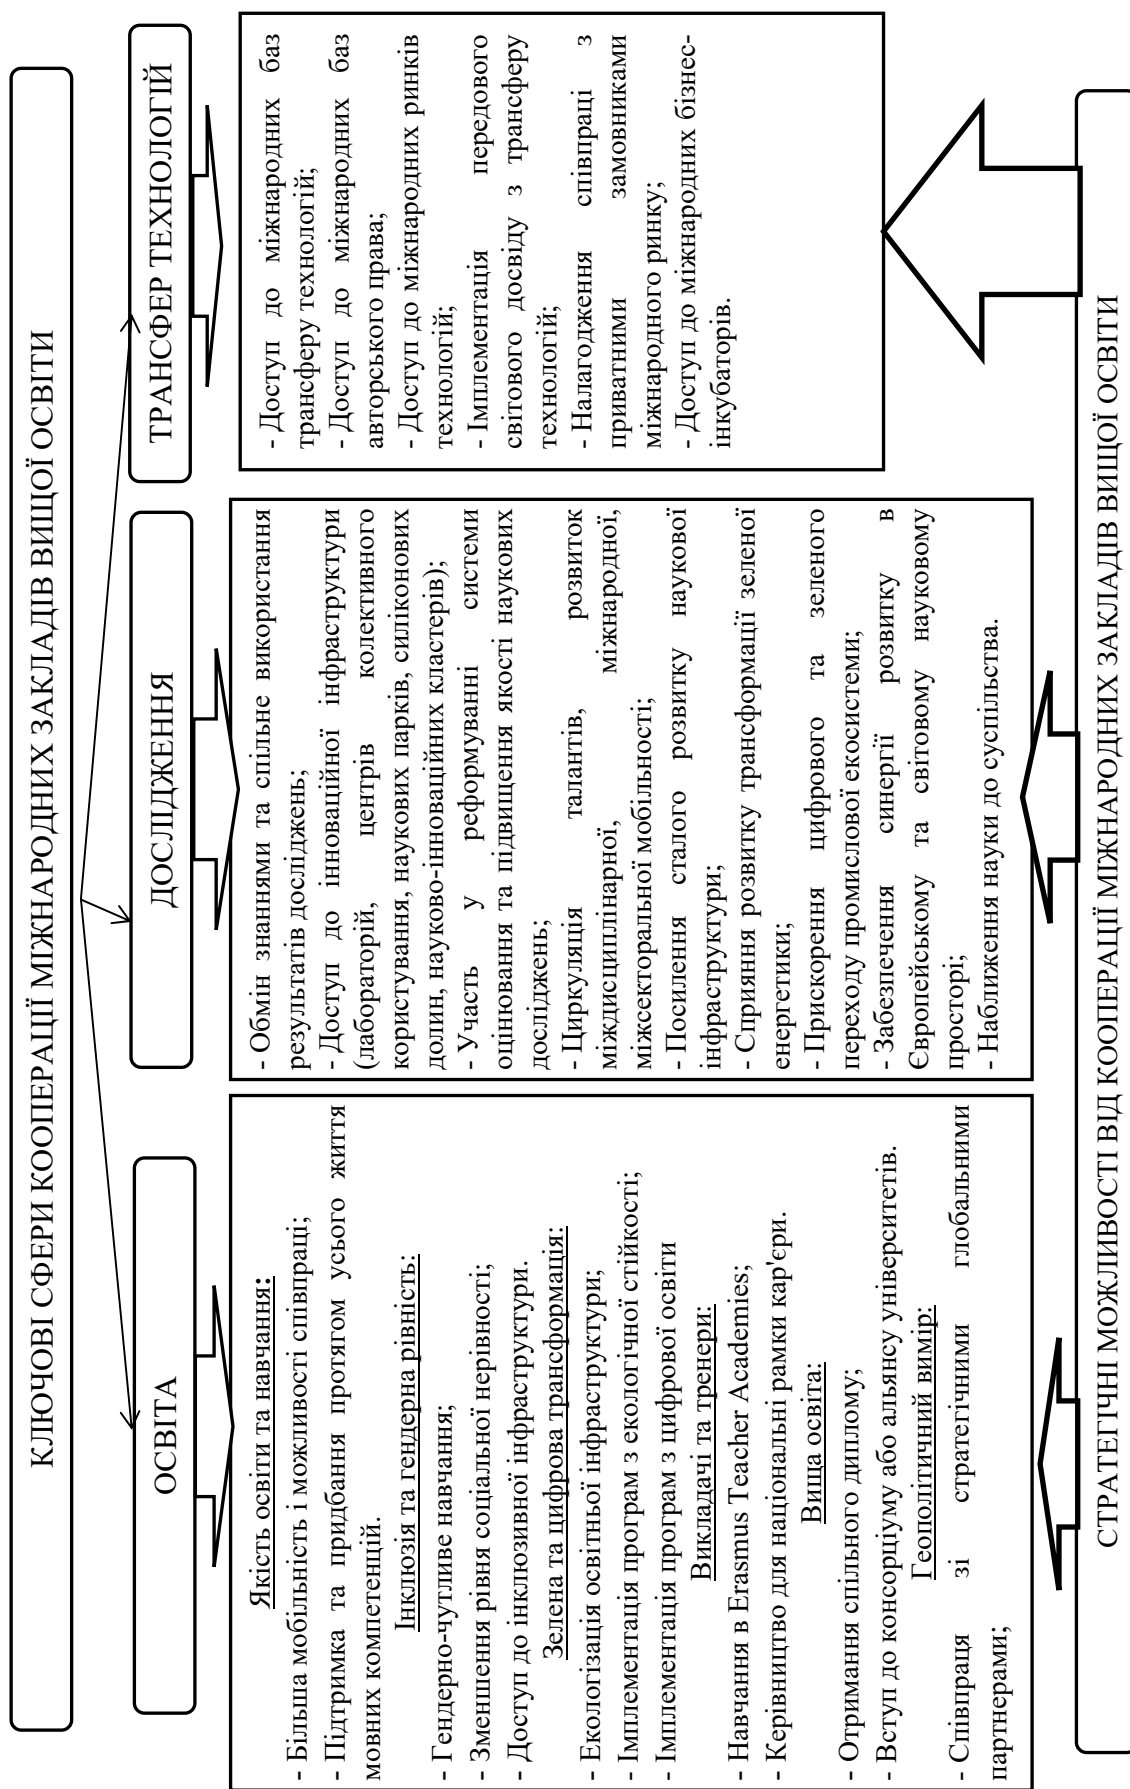 КЛЮЧОВІ СФЕРИ КООПЕРАЦІЇ МІЖНАРОДНИХ ЗАКЛАДІВ ВИЩОЇ ОСВІТИ
ОСВІТА
Якість освіти та навчання:
- Більша мобільність і можливості співпраці;
- Підтримка та придбання протягом усього життя
мовних компетенцій.
Інклюзія та гендерна рівність:
- Гендерно-чутливе навчання;
- Зменшення рівня соціальної нерівності;
- Доступ до інклюзивної інфраструктури.
Зелена та цифрова трансформація:
- Екологізація освітньої інфраструктури;
- Імплементація програм з екологічної стійкості;
- Імплементація програм з цифрової освіти
Викладачі та тренери:
- Навчання в Erasmus Teacher Academies;
- Керівництво для національні рамки кар'єри.
Вища освіта:
- Отримання спільного диплому;
- Вступ до консорціуму або альянсу університетів.
Геополітичний вимір:
- Співпраця зі стратегічними глобальними
партнерами;
ДОСЛІДЖЕННЯ
- Обмін знаннями та спільне використання
результатів досліджень;
- Доступ до інноваційної інфраструктури
(лабораторій, центрів колективного
користування, наукових парків, силіконових
долин, науково-інноваційних кластерів);
- Участь у реформуванні системи
оцінювання та підвищення якості наукових
досліджень;
- Циркуляція талантів, розвиток
міждисциплінарної, міжнародної,
міжсекторальної мобільності;
- Посилення сталого розвитку наукової
інфраструктури;
- Сприяння розвитку трансформації зеленої
енергетики;
- Прискорення цифрового та зеленого
переходу промислової екосистеми;
- Забезпечення синергії розвитку в
Європейському та світовому науковому
просторі;
- Наближення науки до суспільства.
ТРАНСФЕР ТЕХНОЛОГІЙ
- Доступ до міжнародних баз
трансферу технологій;
- Доступ до міжнародних баз
авторського права;
- Доступ до міжнародних ринків
технологій;
- Імплементація передового
світового досвіду з трансферу
технологій;
- Налагодження співпраці з
приватними замовниками
міжнародного ринку;
- Доступ до міжнародних бізнес-
інкубаторів.
СТРАТЕГІЧНІ МОЖЛИВОСТІ ВІД КООПЕРАЦІЇ МІЖНАРОДНИХ ЗАКЛАДІВ ВИЩОЇ ОСВІТИ